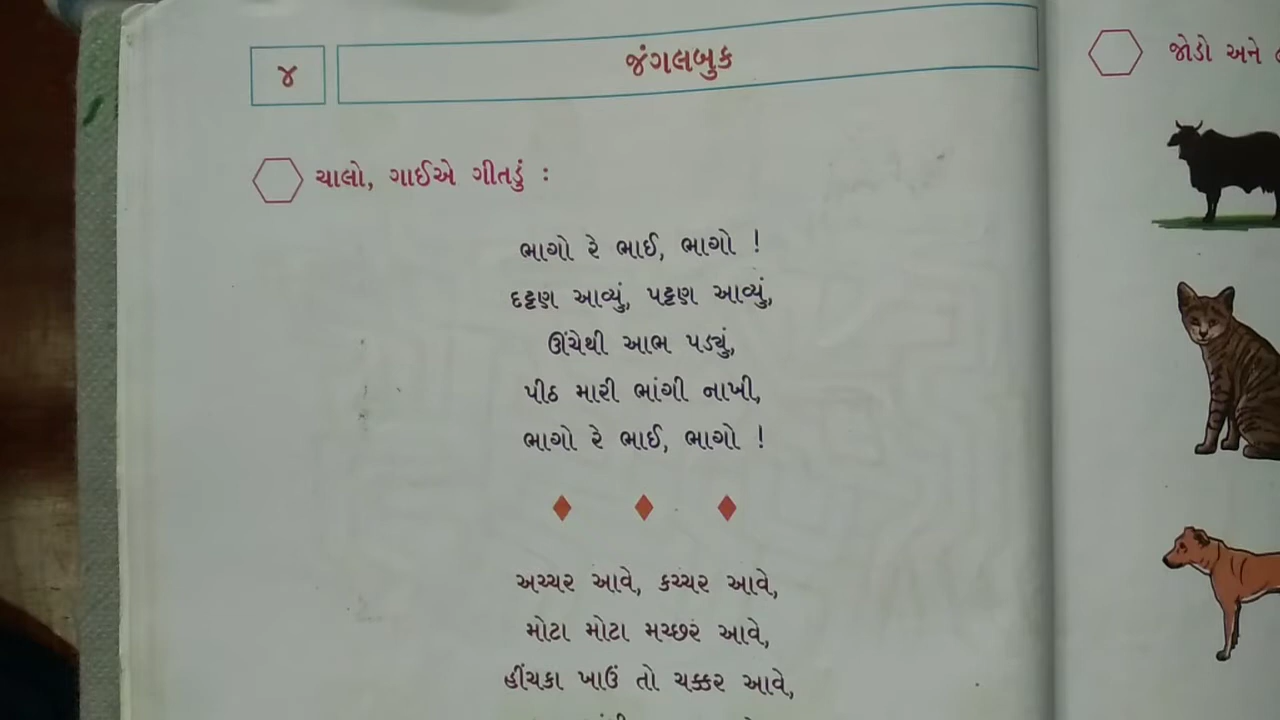 ૪
જંગલબુક
ચાલો, ગાઈએ ગીતડું :
ભાગો રે ભાઈ, ભાગો !
દટ્ટણ આવ્યું, પટ્ટણ આવ્યું,
ઊંચેથી આભ પડ્યું,
પીઠ મારી ભાંગી નાખી,
ભાગો રે ભાઈ, ભાગો !
અચ્ચર આવે, કચ્ચર આવે,
મોટા મોટા મચ્છર આવે,
હીંચકા ખાઉં તો ચક્કર આવે,
જોડો અને